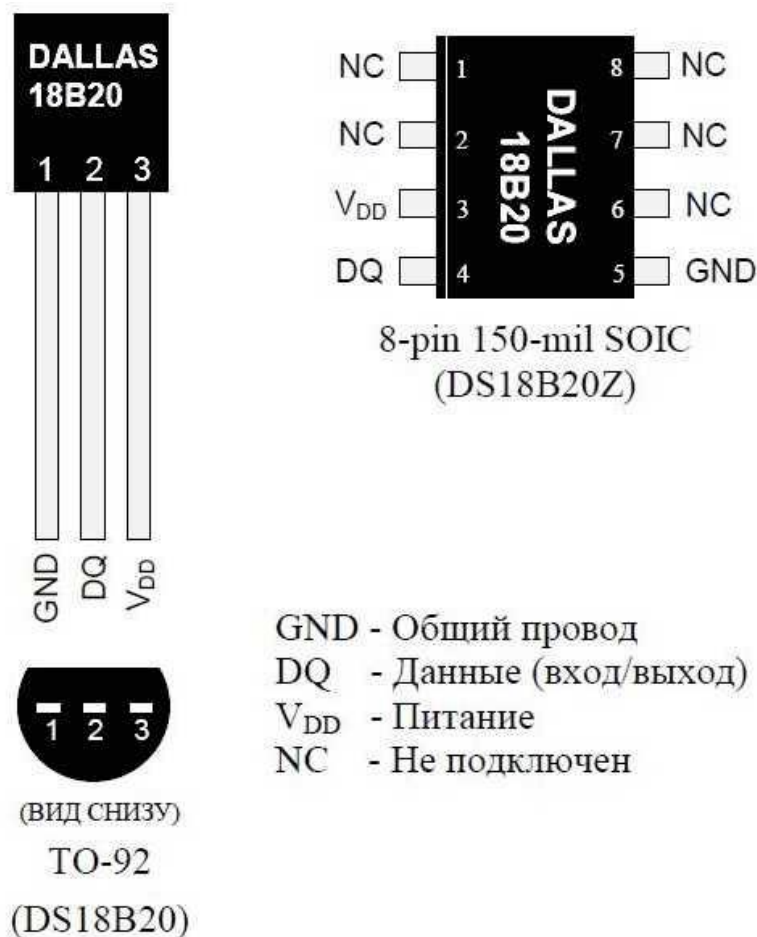 DALLAS
18B20
1 2 3
GND DQ VDD
1 2 3
(ВИД СНИЗУ)
TO-92
(DS18B20)
NC 1 8 NC
NC 2 7 NC
VDD 3 6 NC
DQ 4 5 GND
DALLAS
18B20
8-pin 150-mil SOIC
(DS18B20Z)
GND - Общий провод
DQ - Данные (вход/выход)
VDD - Питание
NC - Не подключен